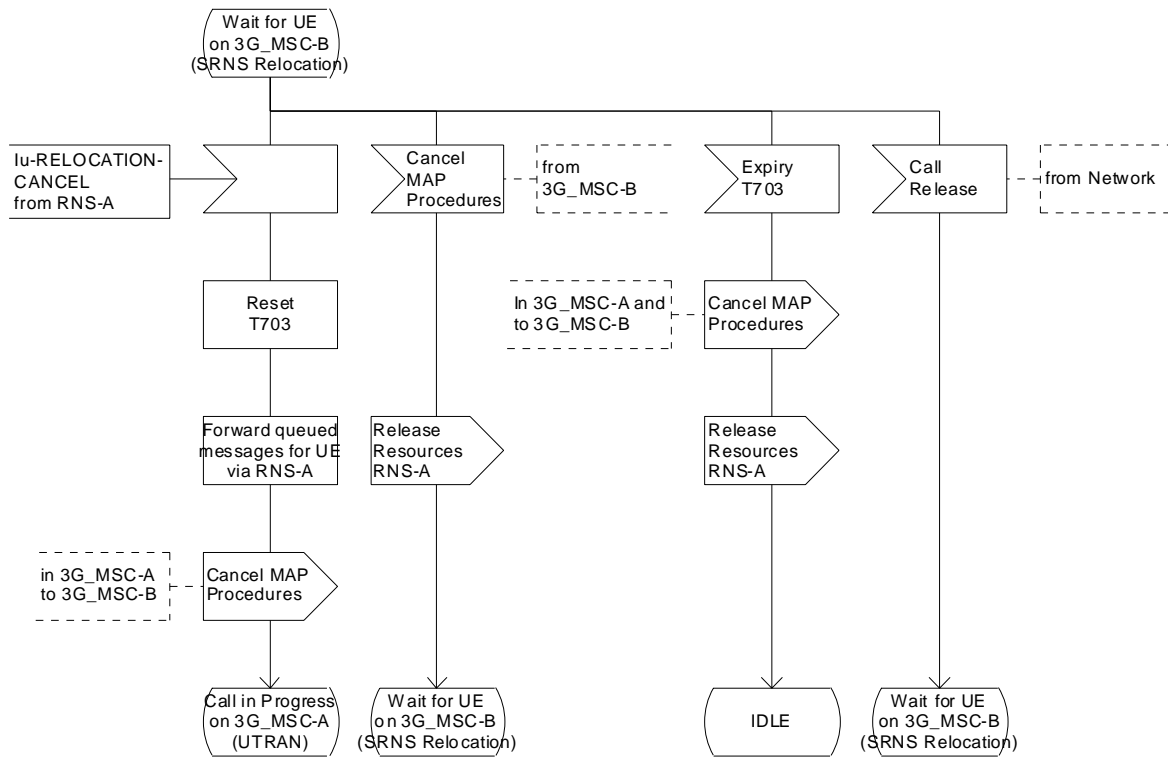 Wait for UE
on 3G_MSC-B
(SRNS Relocation)
Iu-RELOCATION-
CANCEL
from RNS-A
Cancel
MAP
Procedures
from
3G_MSC-B
Expiry
T703
Call
Release
from Network
Reset
T703
In 3G_MSC-A and
to 3G_MSC-B
Cancel MAP
Procedures
Forward queued
messages for UE
via RNS-A
Release
Resources
RNS-A
Release
Resources
RNS-A
in 3G_MSC-A
to 3G_MSC-B
Cancel MAP
Procedures
Call in Progress
on 3G_MSC-A
(UTRAN)
Wait for UE
on 3G_MSC-B
(SRNS Relocation)
IDLE
Wait for UE
on 3G_MSC-B
(SRNS Relocation)